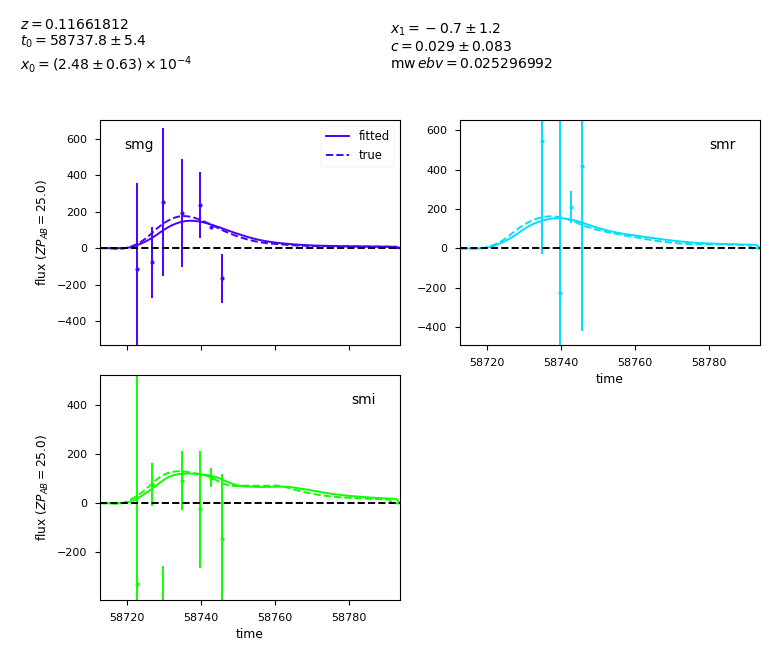 z = 0.11661812
t₀ = 58737.8 ± 5.4
x₀ = (2.48 ± 0.63) × 10⁻⁴
x₁ = −0.7 ± 1.2
c = 0.029 ± 0.083
mw ebv = 0.025296992
smg
fitted
true
flux (ZP_AB = 25.0)
600
400
200
0
−200
−400
smr
600
400
200
0
−200
−400
58720 58740 58760 58780
time
smi
flux (ZP_AB = 25.0)
400
200
0
−200
58720 58740 58760 58780
time